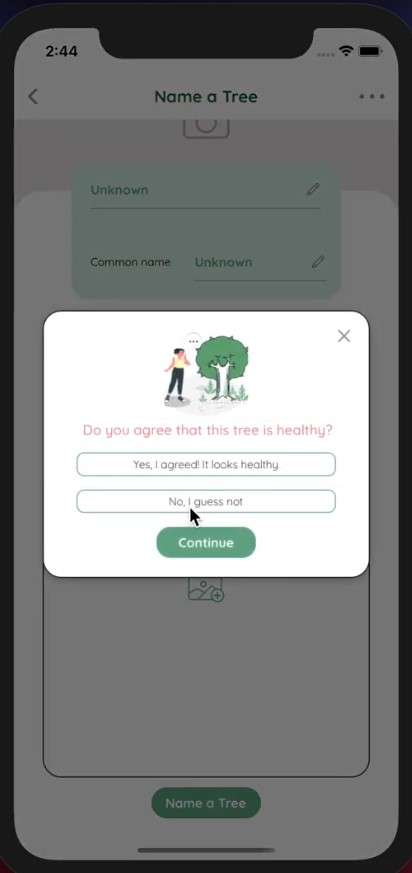 2:44
Name a Tree
Unknown
Common name Unknown
Do you agree that this tree is healthy?
Yes, I agreed! It looks healthy
No, I guess not
Continue
Name a Tree